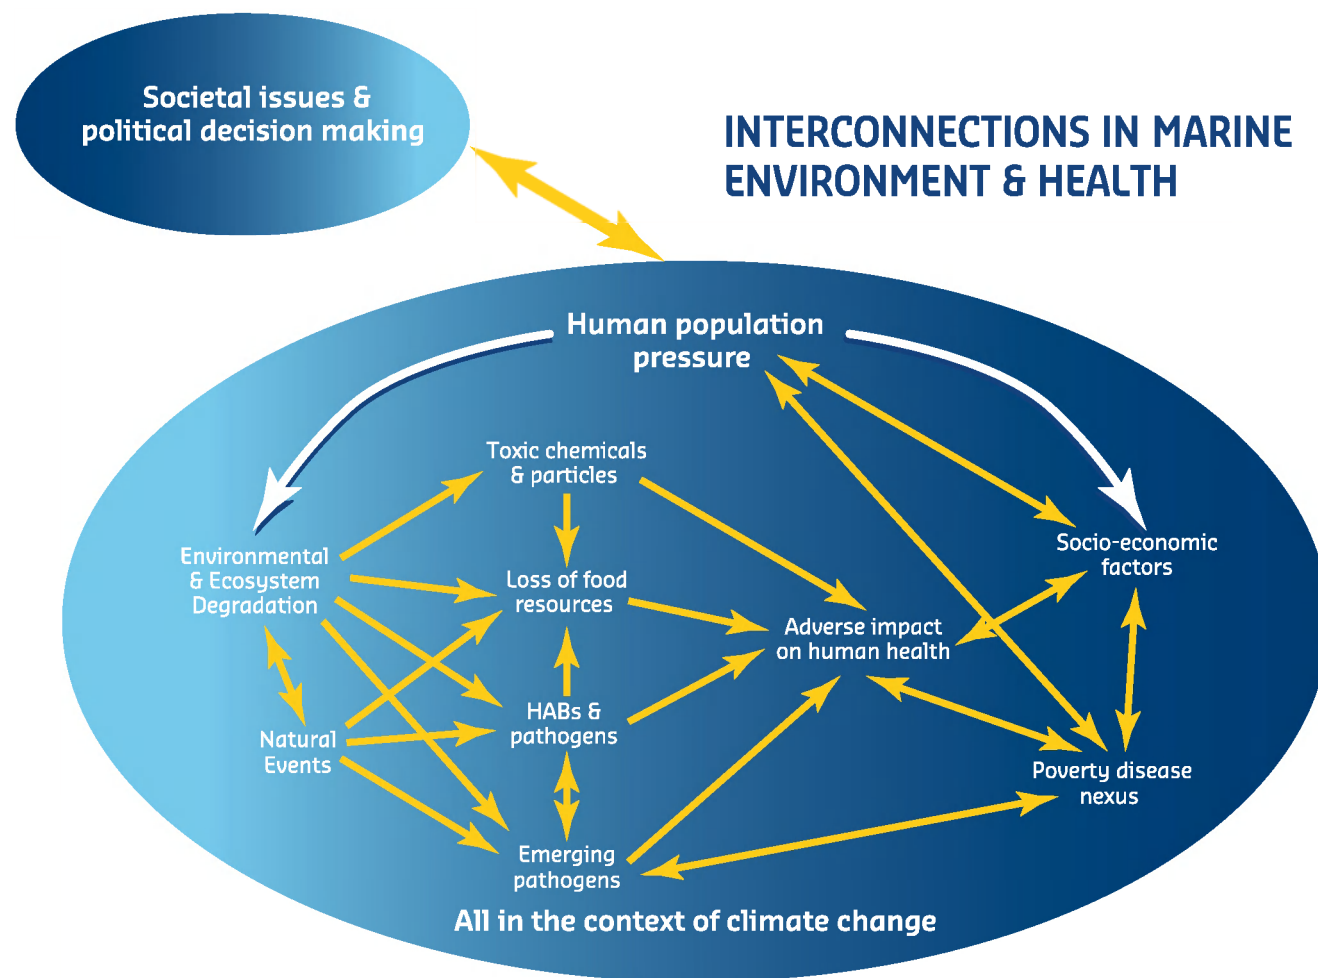 Societal issues &
political decision making
INTERCONNECTIONS IN MARINE
ENVIRONMENT & HEALTH
Human population
pressure
Toxic chemicals
& particles
Environmental
& Ecosystem
Degradation
Loss of food
resources
Socio-economic
factors
Adverse impact
on human health
HABs &
pathogens
Natural
Events
Poverty disease
nexus
Emerging
pathogens
All in the context of climate change